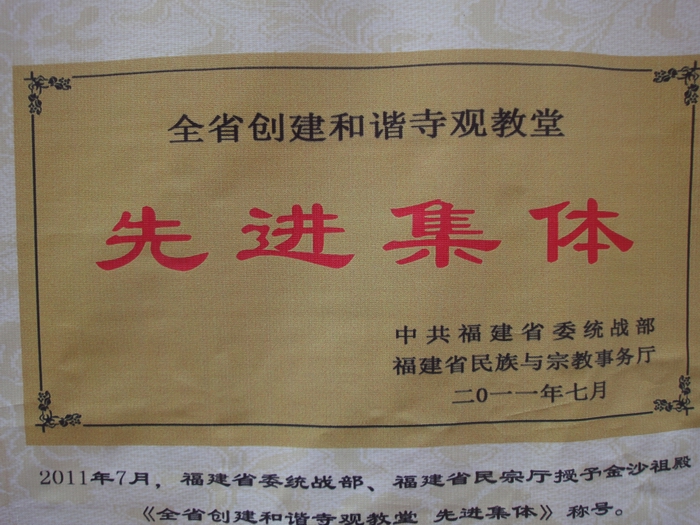 全省创建和谐寺观教堂
先进集体
中共福建省委统战部
福建省民族与宗教事务厅
二0一一年七月
2011年7月，福建省委统战部、福建省民宗厅授予金沙祖殿
《全省创建和谐寺观教堂 先进集体》称号。